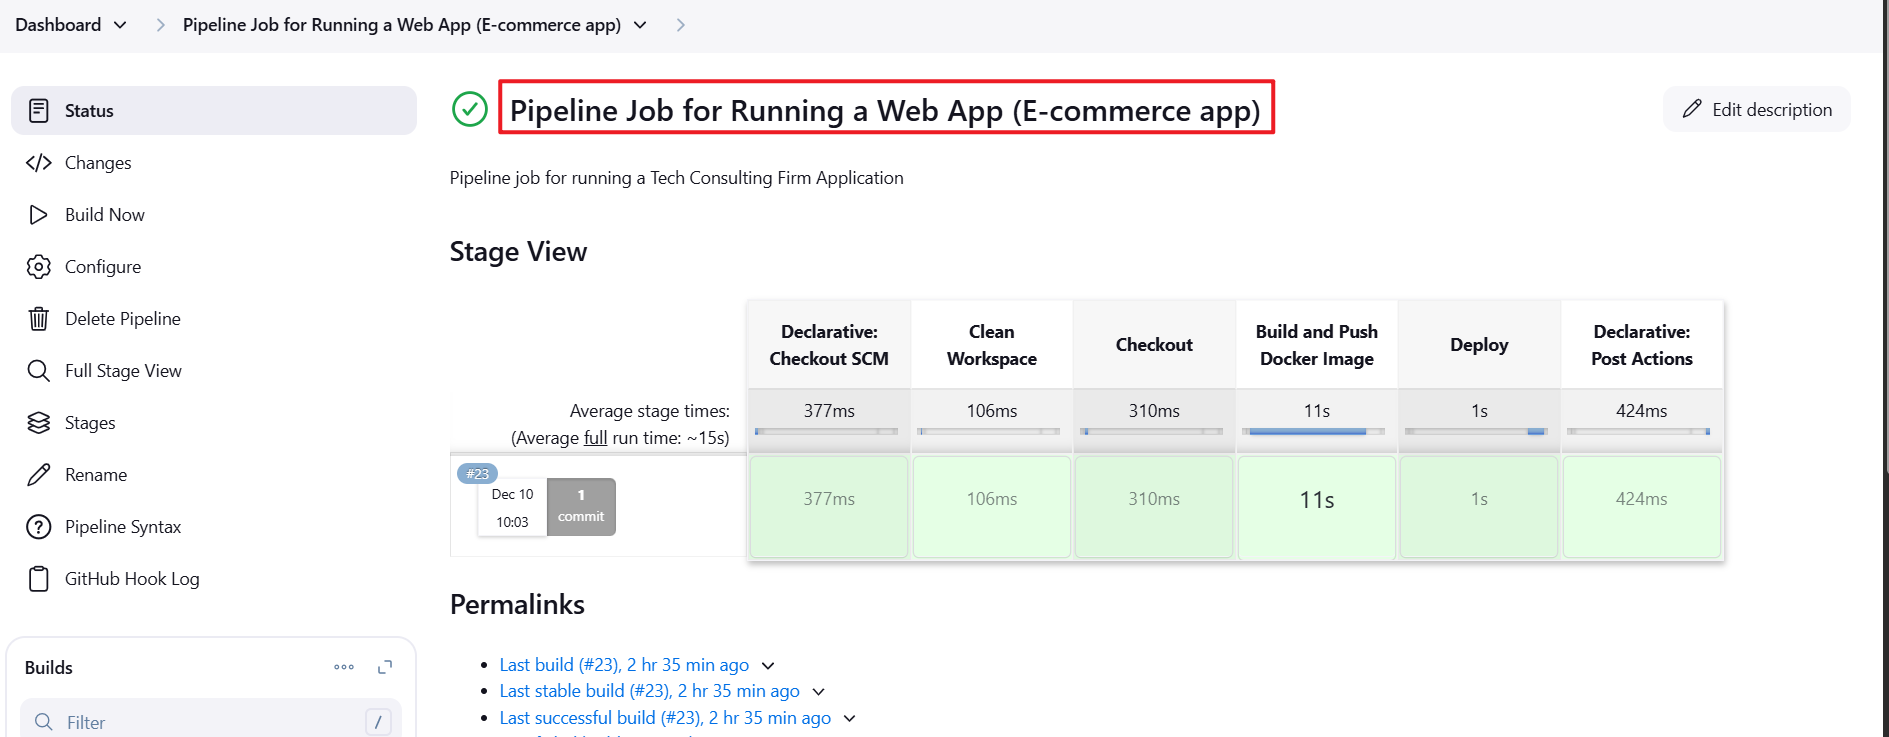 Dashboard
Pipeline Job for Running a Web App (E-commerce app)
Status
Changes
Build Now
Configure
Delete Pipeline
Full Stage View
Stages
Rename
Pipeline Syntax
GitHub Hook Log
Builds
Filter
/
Pipeline Job for Running a Web App (E-commerce app)
Edit description
Pipeline job for running a Tech Consulting Firm Application
Stage View
Declarative:
Checkout SCM
Clean
Workspace
Checkout
Build and Push
Docker Image
Deploy
Declarative:
Post Actions
Average stage times:
(Average full run time: ~15s)
377ms
106ms
310ms
11s
1s
424ms
#23
Dec 10
10:03
1
commit
377ms
106ms
310ms
11s
1s
424ms
Permalinks
Last build (#23), 2 hr 35 min ago
Last stable build (#23), 2 hr 35 min ago
Last successful build (#23), 2 hr 35 min ago